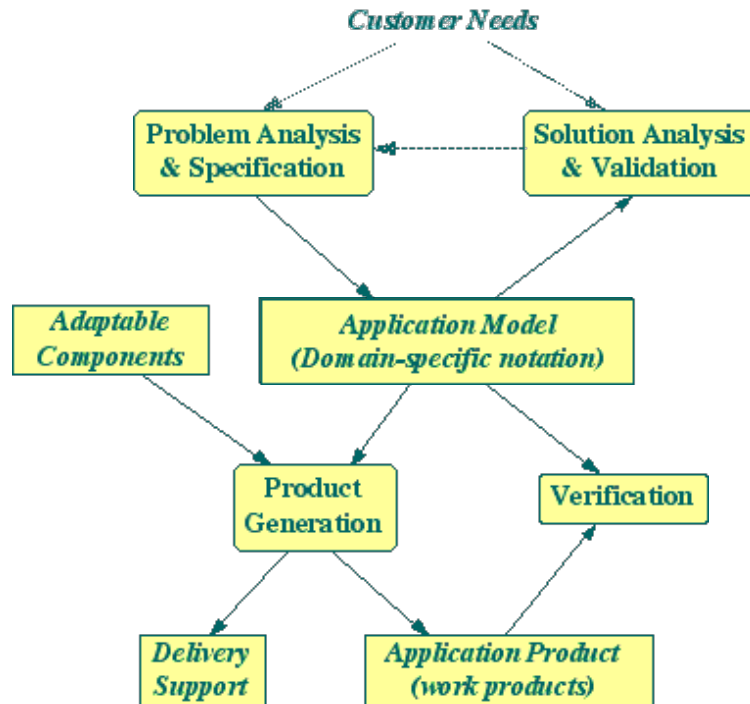 Customer Needs
Problem Analysis
& Specification
Solution Analysis
& Validation
Adaptable
Components
Application Model
(Domain-specific notation)
Product
Generation
Verification
Delivery
Support
Application Product
(work products)